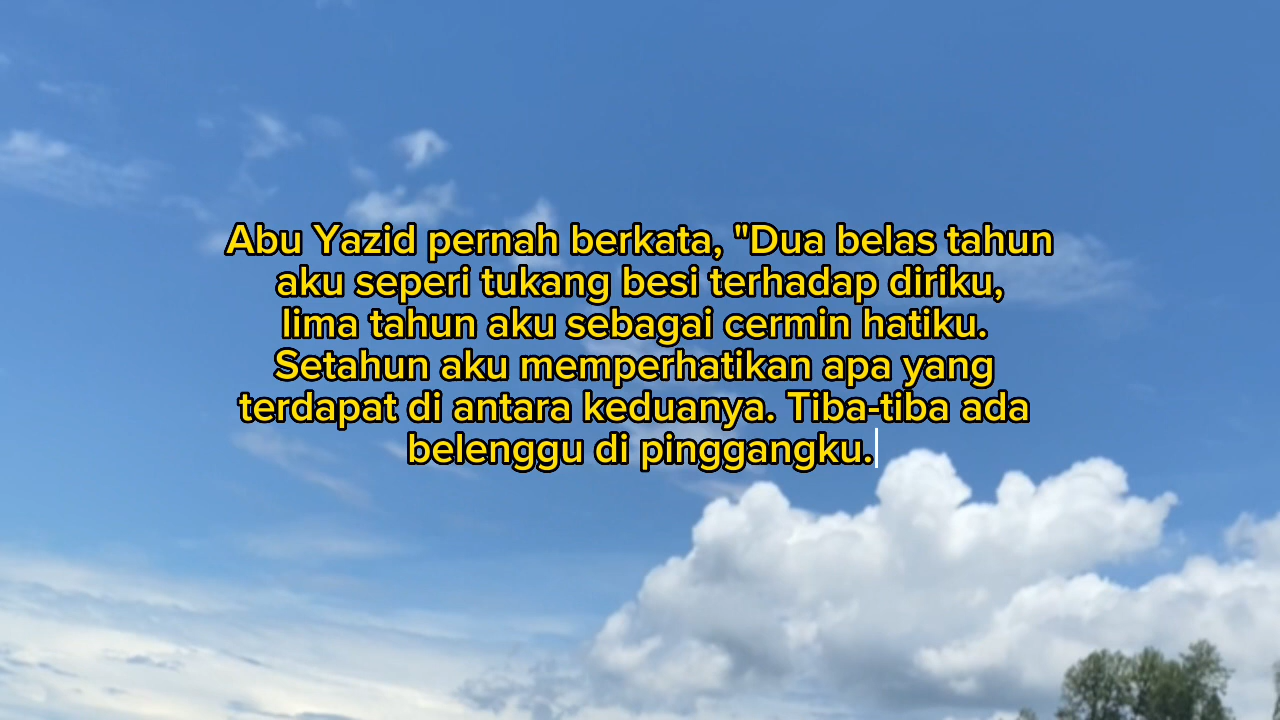 Abu Yazid pernah berkata, "Dua belas tahun
aku seperi tukang besi terhadap diriku,
lima tahun aku sebagai cermin hatiku.
Setahun aku memperhatikan apa yang
terdapat di antara keduanya. Tiba-tiba ada
belenggu di pinggangku.